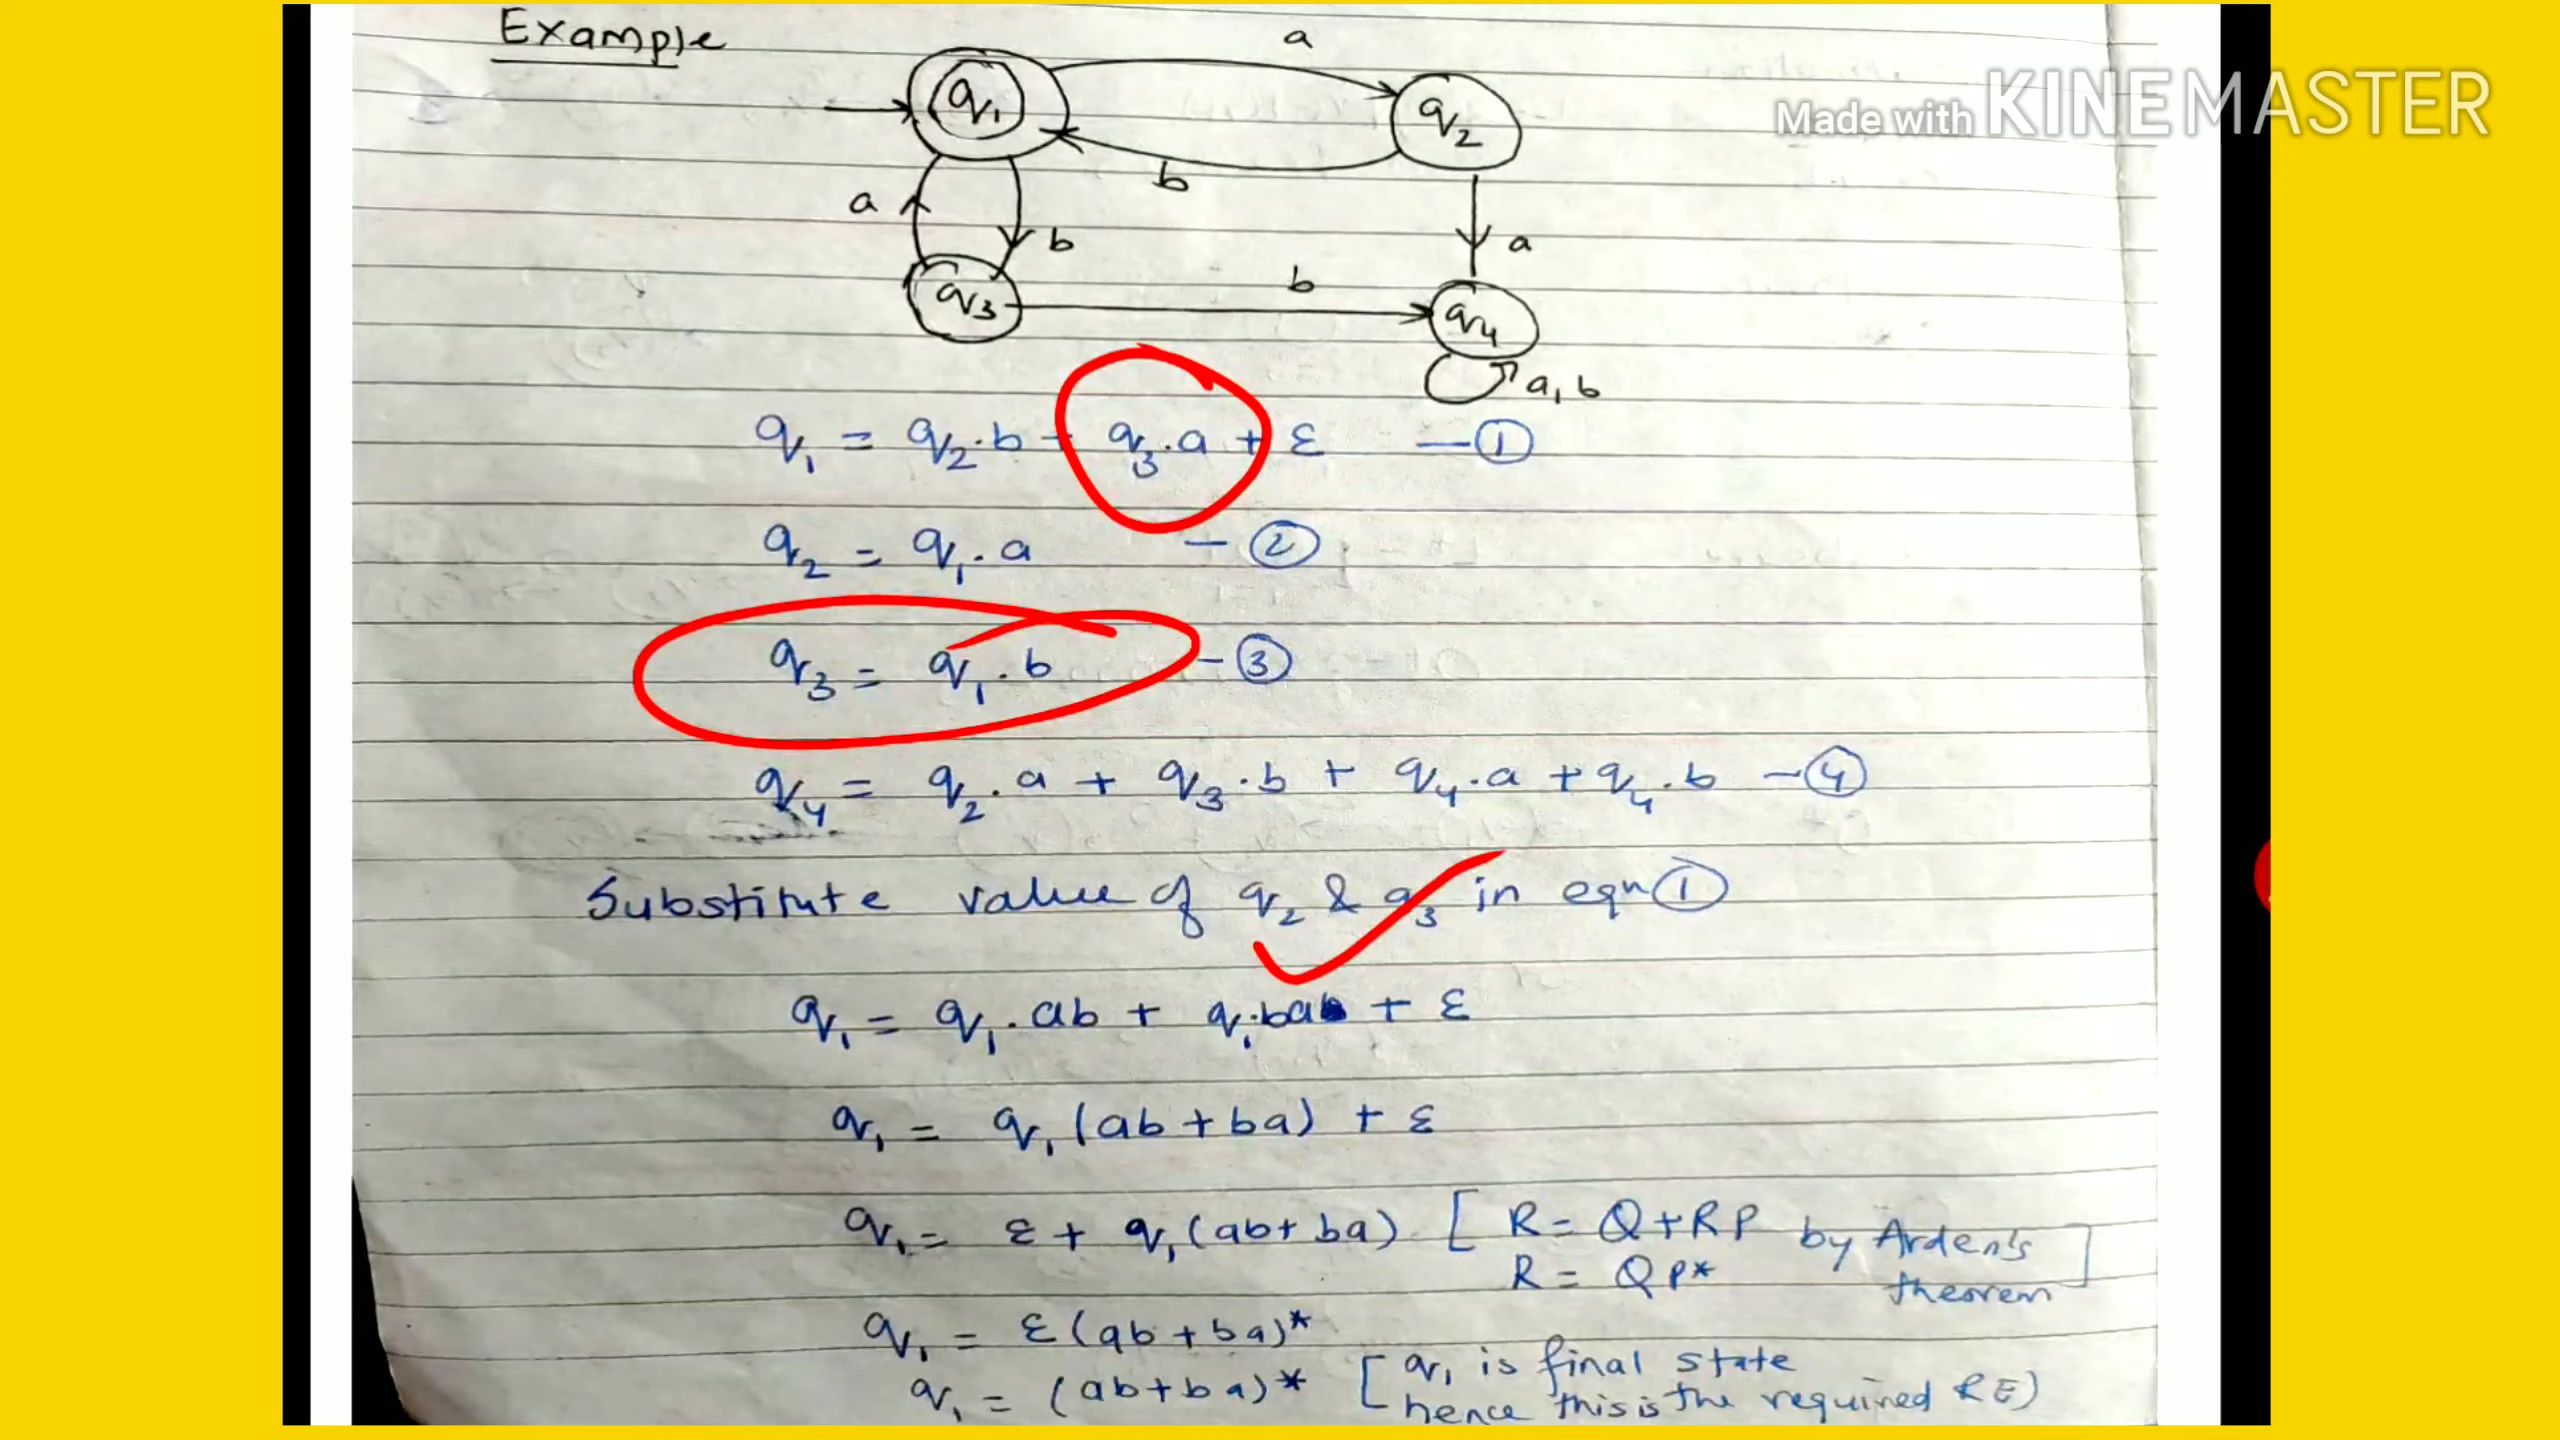 Example
a
q1
q2
Made with KINEMASTER
b
a
b
a
q3
b
q4
a, b
q1 = q2.b + q3.a + ε — ①
q2 = q1.a — ②
q3 = q1.b — ③
q4 = q2.a + q3.b + q4.a + q4.b — ④
Substitute value of q2 & q3 in eqn ①
q1 = q1.ab + q1.ba + ε
q1 = q1(ab + ba) + ε
q1 = ε + q1(ab + ba) [ R = Q + RP by Arden's
R = QP* theorem ]
q1 = ε(ab + ba)*
q1 = (ab + ba)* [ q1 is final state
hence this is the required RE)